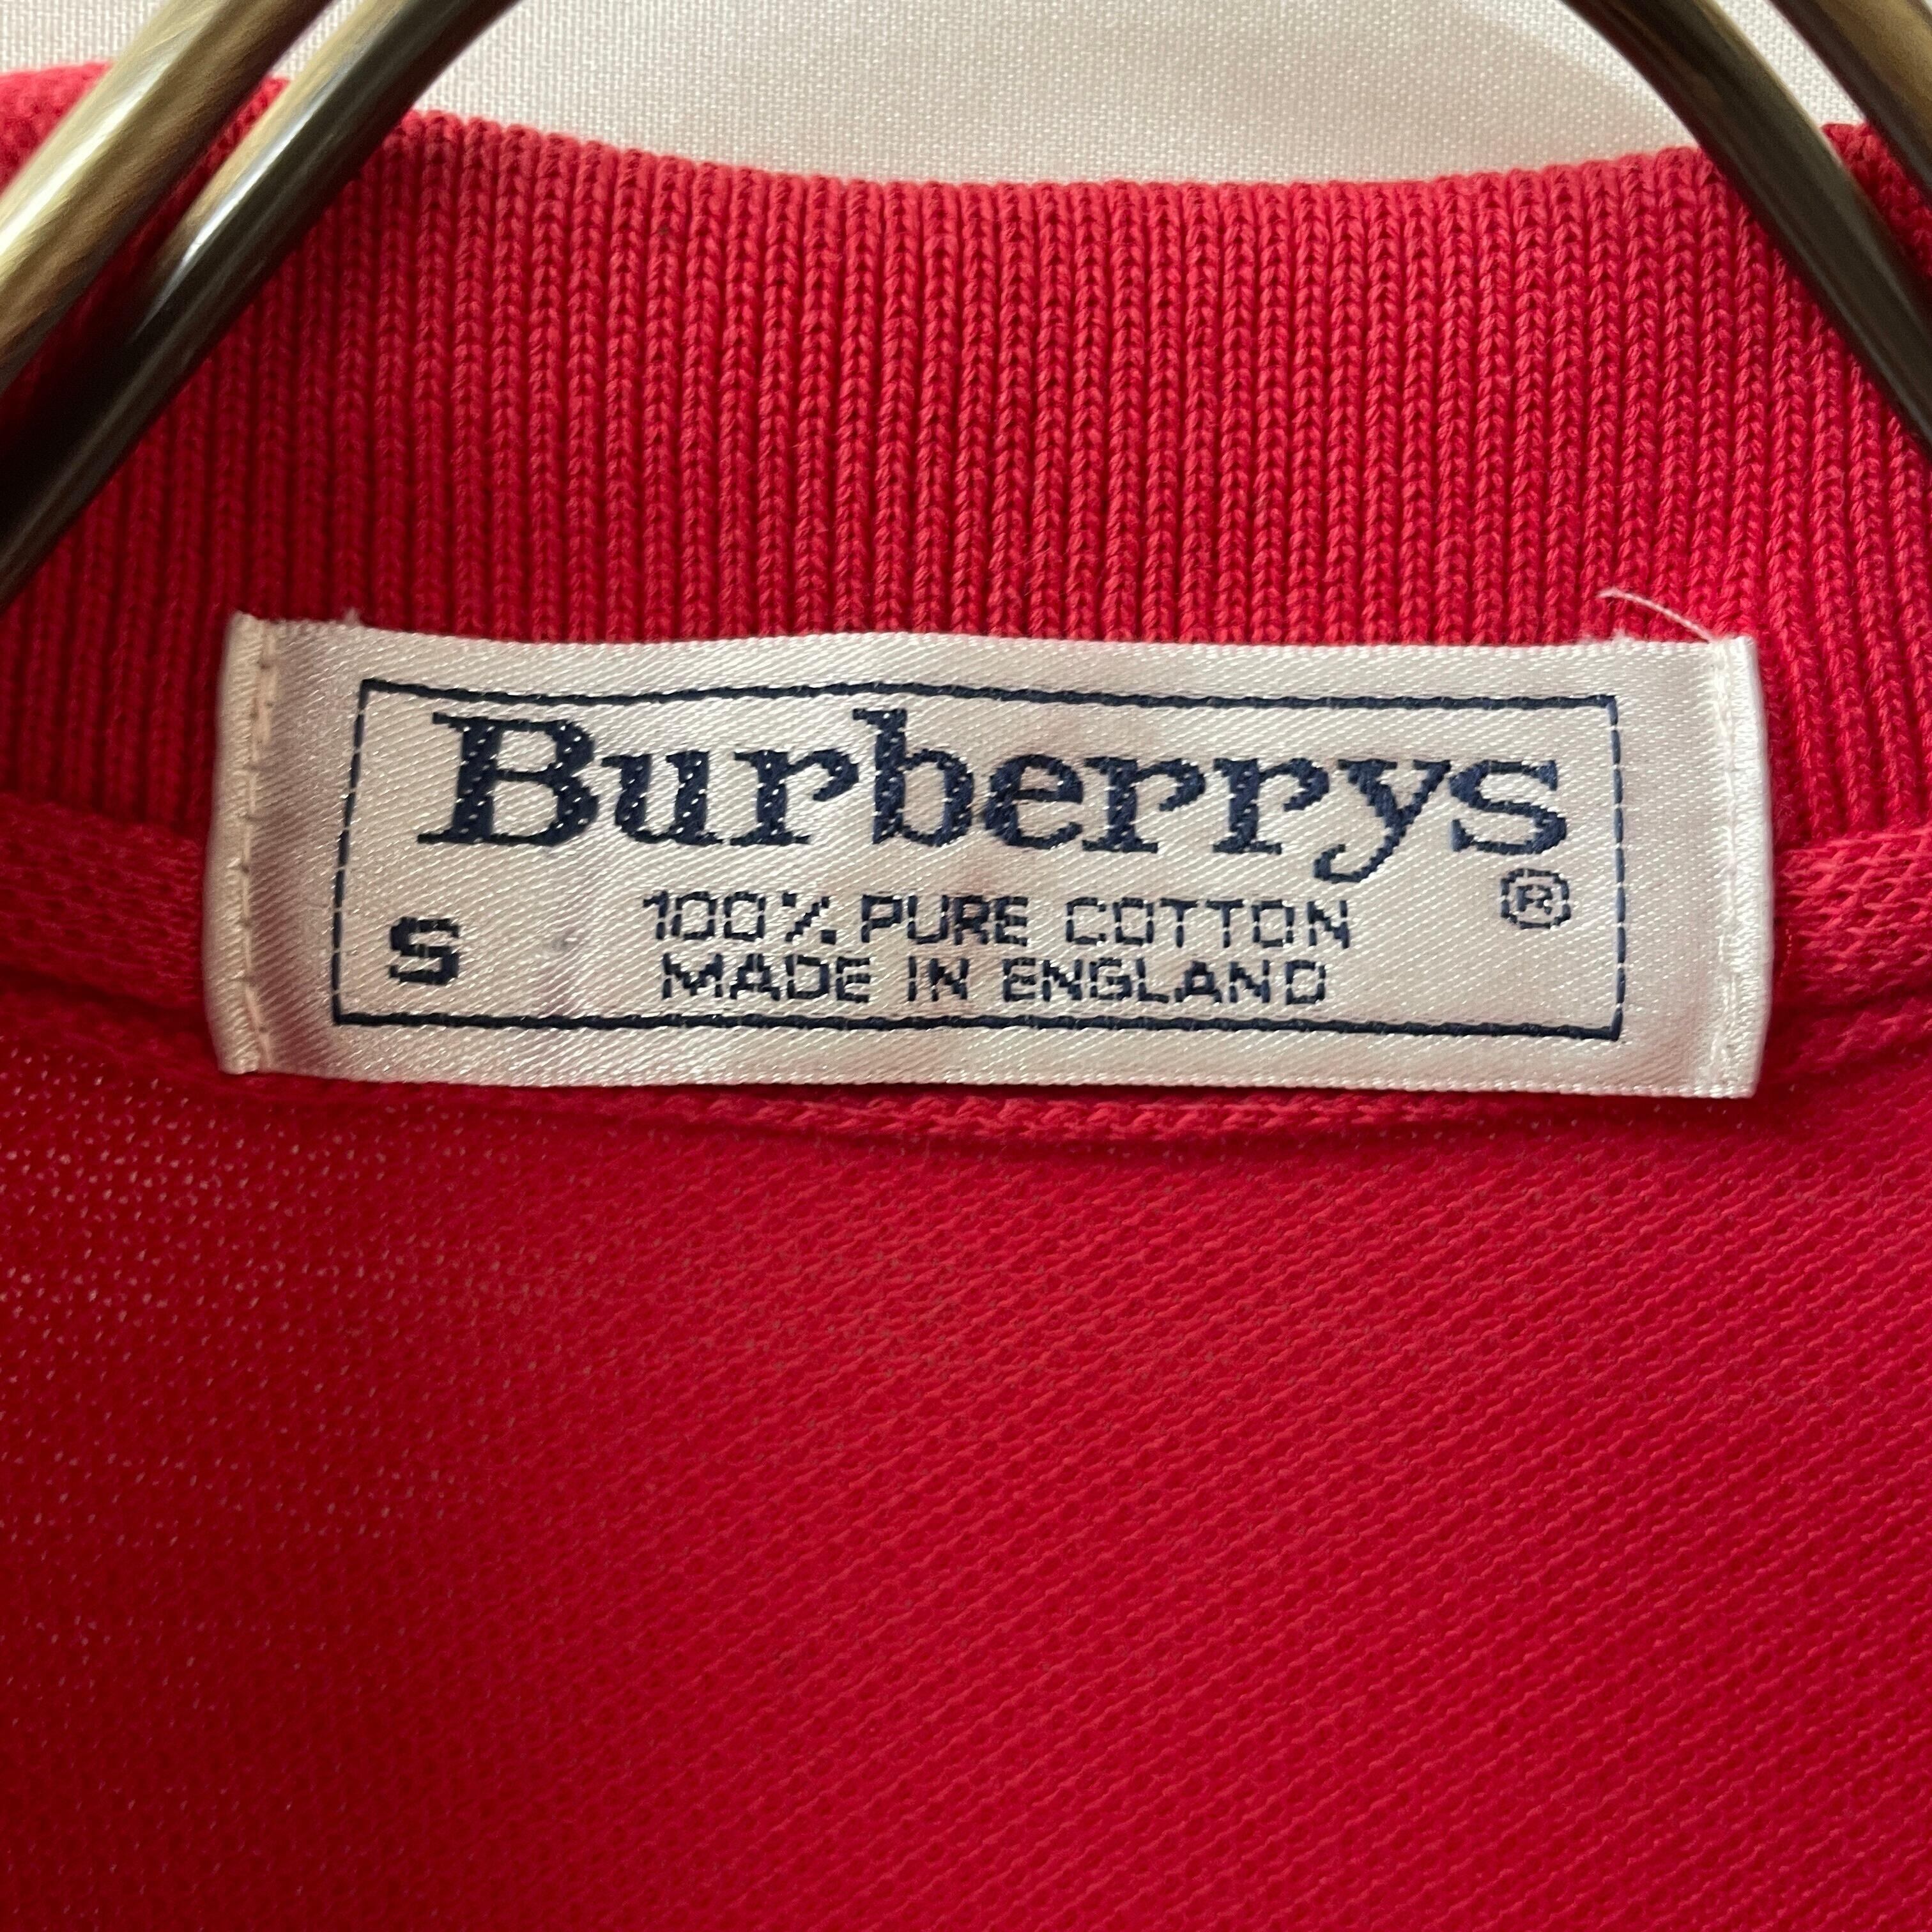 Burberrys
®
100% PURE COTTON
S
MADE IN ENGLAND